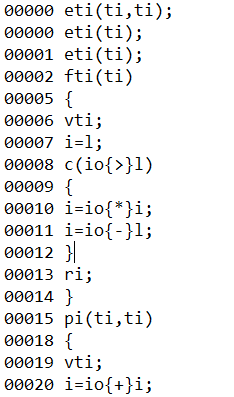 00000 eti(ti,ti);
00000 eti(ti);
00001 eti(ti);
00002 fti(ti)
00005 {
00006 vti;
00007 i=l;
00008 c(io{>}l)
00009 {
00010 i=io{*}i;
00011 i=io{-}l;
00012 }
00013 ri;
00014 }
00015 pi(ti,ti)
00018 {
00019 vti;
00020 i=io{+}i;